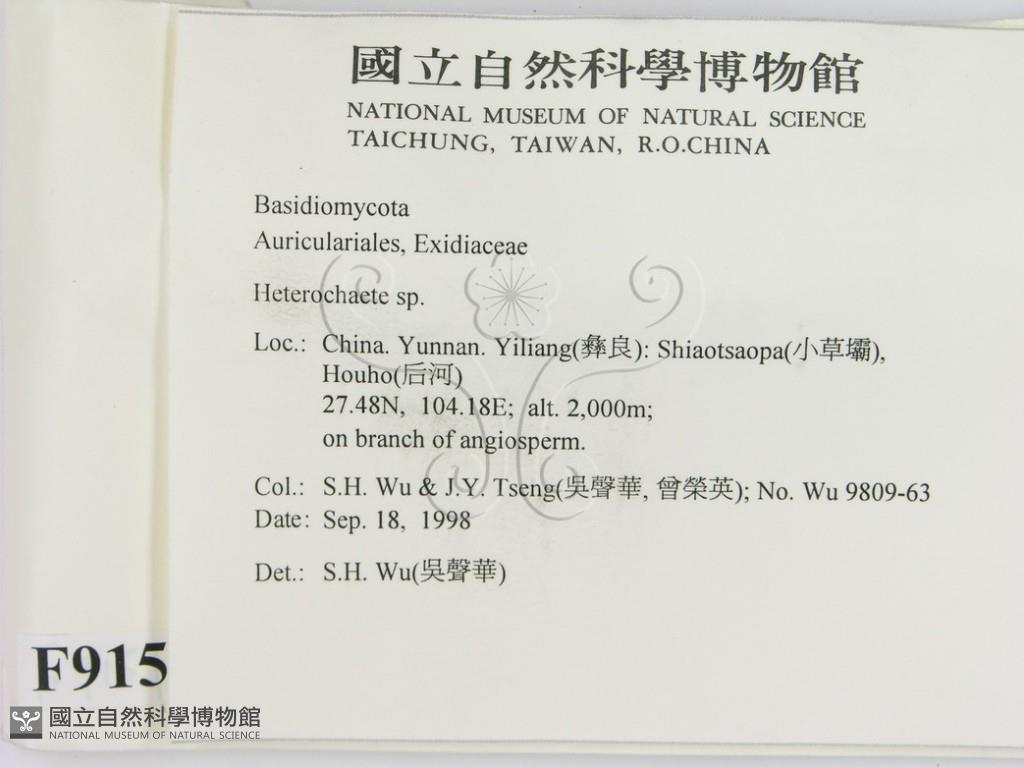 國立自然科學博物館
NATIONAL MUSEUM OF NATURAL SCIENCE
TAICHUNG, TAIWAN, R.O.CHINA
Basidiomycota
Auriculariales, Exidiaceae
Heterochaete sp.
Loc.: China. Yunnan. Yiliang(彝良): Shiaotsaopa(小草壩),
Houho(后河)
27.48N, 104.18E; alt. 2,000m;
on branch of angiosperm.
Col.: S.H. Wu & J.Y. Tseng(吳聲華, 曾榮英); No. Wu 9809-63
Date: Sep. 18, 1998
Det.: S.H. Wu(吳聲華)
F915
國立自然科學博物館
NATIONAL MUSEUM OF NATURAL SCIENCE